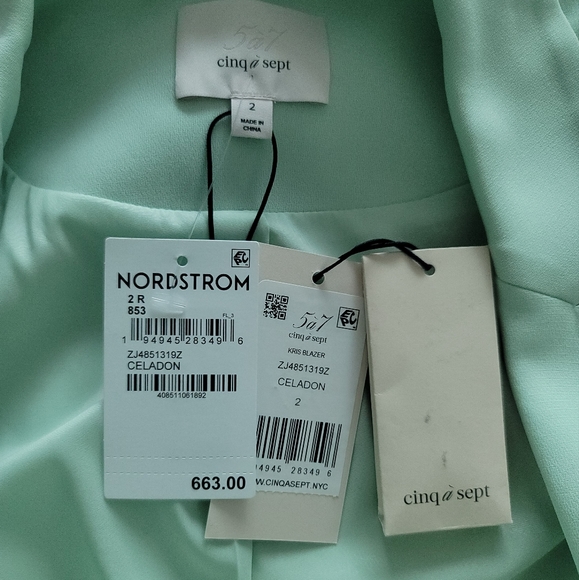 5à7
cinq à sept
2
MADE IN
CHINA
NORDSTROM
2 R
853
FL_3
1 94945 28349 6
ZJ4851319Z
CELADON
408511061892
663.00
5à7
cinq à sept
KRIS BLAZER
ZJ4851319Z
CELADON
2
94945 28349 6
W.CINQASEPT.NYC
cinq à sept